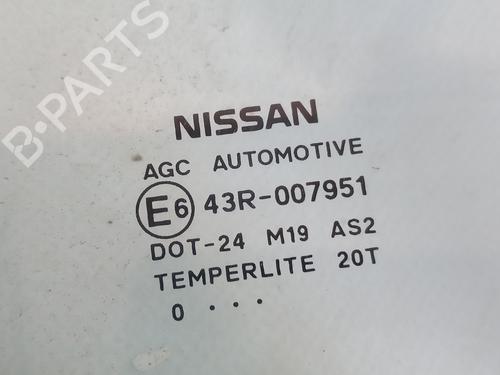 B-PARTS
NISSAN
AGC AUTOMOTIVE
E6 43R-007951
DOT-24 M19 AS2
TEMPERLITE 20T
0 ...